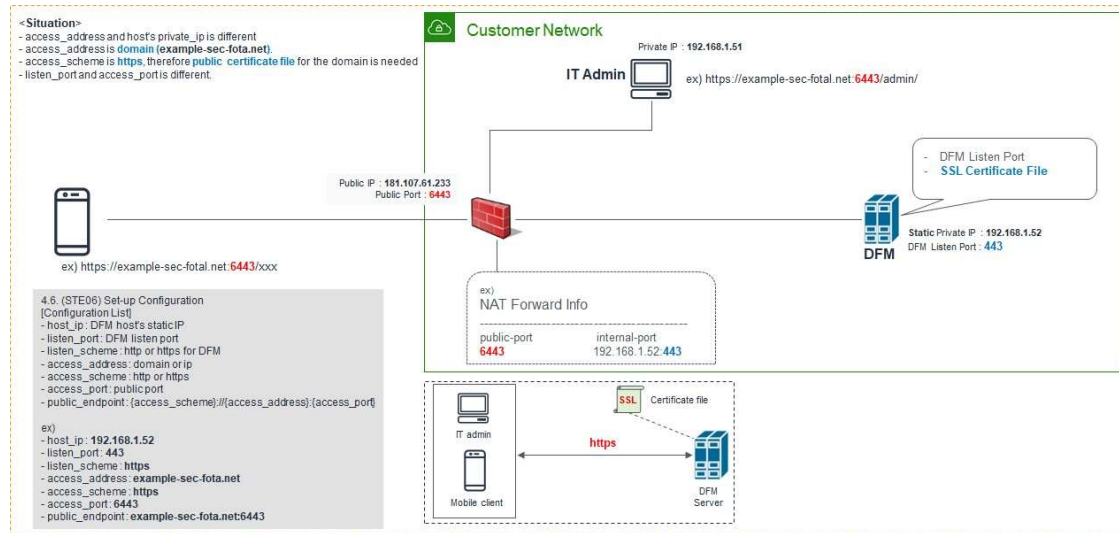 <Situation>
- access_address and host's private_ip is different
- access_address is domain (example-sec-fota.net).
- access_scheme is https, therefore public certificate file for the domain is needed
- listen_port and access_port is different.
Customer Network
Private IP : 192.168.1.51
IT Admin
ex) https://example-sec-fotal.net:6443/admin/
- DFM Listen Port
- SSL Certificate File
Public IP : 181.107.61.233
Public Port : 6443
Static Private IP : 192.168.1.52
DFM Listen Port : 443
DFM
ex) https://example-sec-fotal.net:6443/xxx
ex)
NAT Forward Info
public-port internal-port
6443 192.168.1.52:443
4.6. (STE06) Set-up Configuration
[Configuration List]
- host_ip : DFM host's static IP
- listen_port: DFM listen port
- listen_scheme : http or https for DFM
- access_address : domain or ip
- access_scheme : http or https
- access_port : public port
- public_endpoint : {access_scheme}://{access_address}:{access_port}
ex)
- host_ip : 192.168.1.52
- listen_port : 443
- listen_scheme : https
- access_address : example-sec-fota.net
- access_scheme : https
- access_port : 6443
- public_endpoint : example-sec-fota.net:6443
SSL Certificate file
IT admin
https
Mobile client
DFM
Server